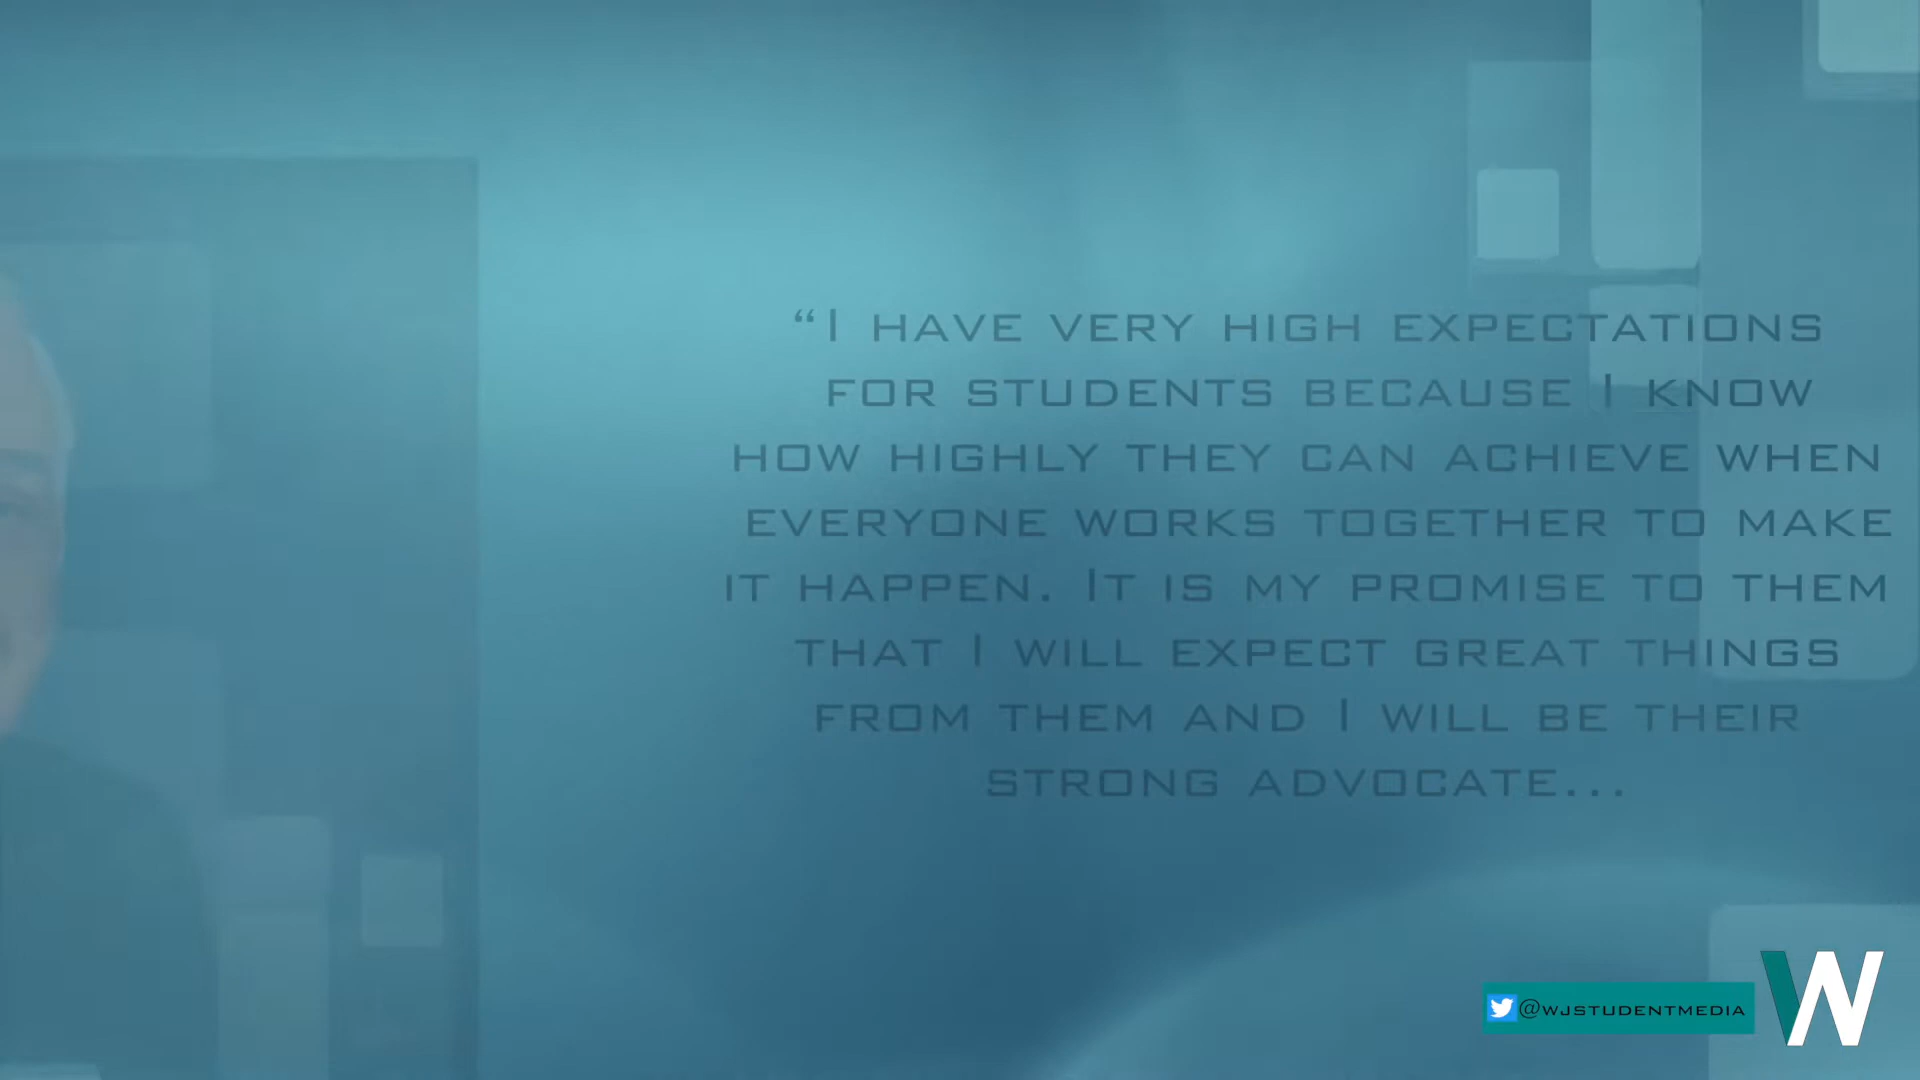 “I HAVE VERY HIGH EXPECTATIONS
FOR STUDENTS BECAUSE I KNOW
HOW HIGHLY THEY CAN ACHIEVE WHEN
EVERYONE WORKS TOGETHER TO MAKE
IT HAPPEN. IT IS MY PROMISE TO THEM
THAT I WILL EXPECT GREAT THINGS
FROM THEM AND I WILL BE THEIR
STRONG ADVOCATE...
@WJSTUDENTMEDIA
W